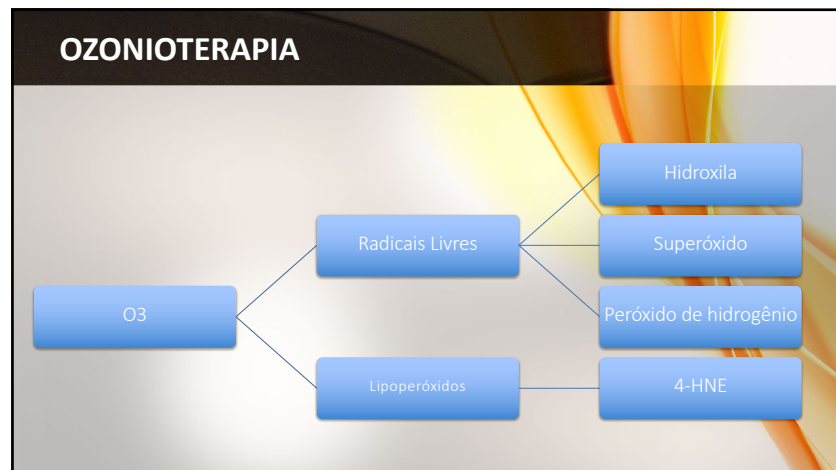 OZONIOTERAPIA
O3
Radicais Livres
Hidroxila
Superóxido
Peróxido de hidrogênio
Lipoperóxidos
4-HNE